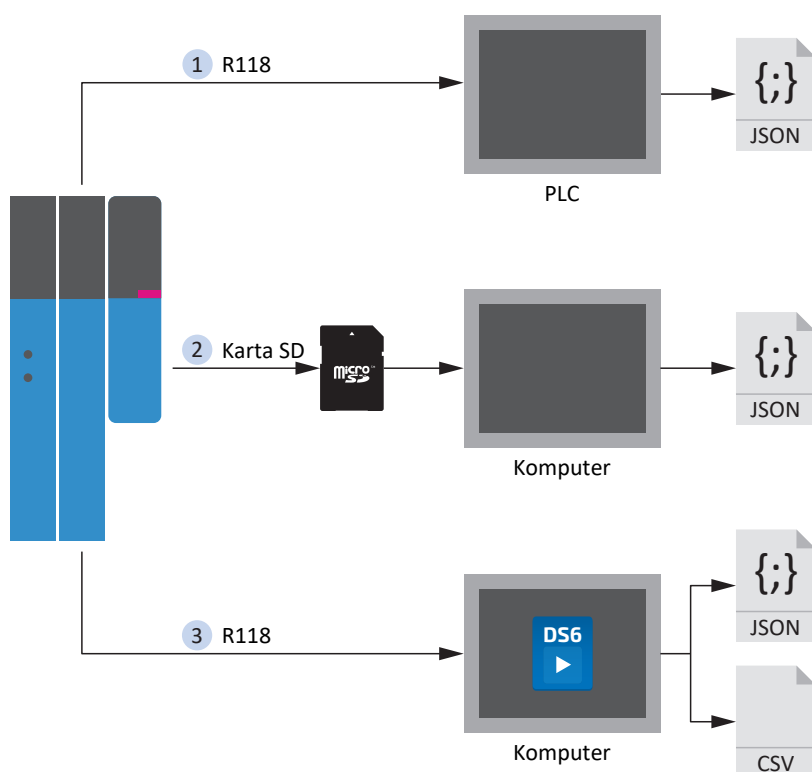 1 R118
{;}
JSON
PLC
2 Karta SD
micro
SD
{;}
JSON
Komputer
3 R118
DS6
{;}
JSON
Komputer
CSV